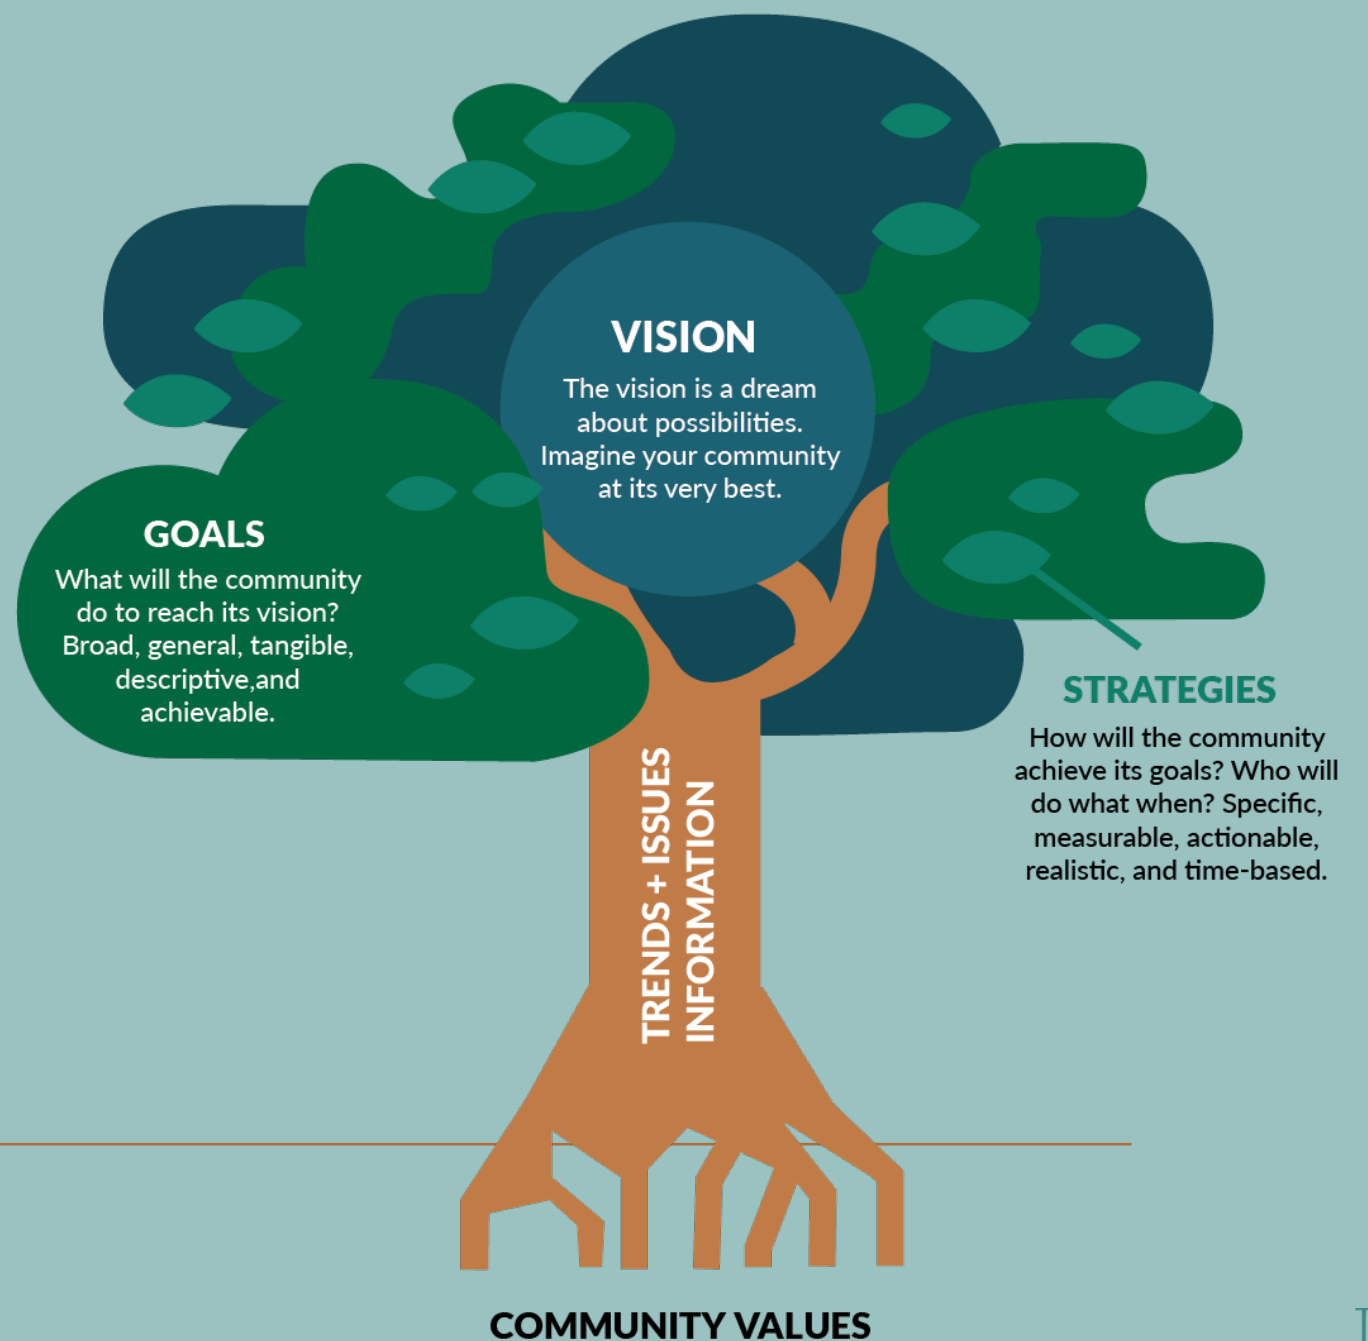 VISION
The vision is a dream
about possibilities.
Imagine your community
at its very best.
GOALS
What will the community
do to reach its vision?
Broad, general, tangible,
descriptive,and
achievable.
STRATEGIES
How will the community
achieve its goals? Who will
do what when? Specific,
measurable, actionable,
realistic, and time-based.
TRENDS + ISSUES
INFORMATION
COMMUNITY VALUES